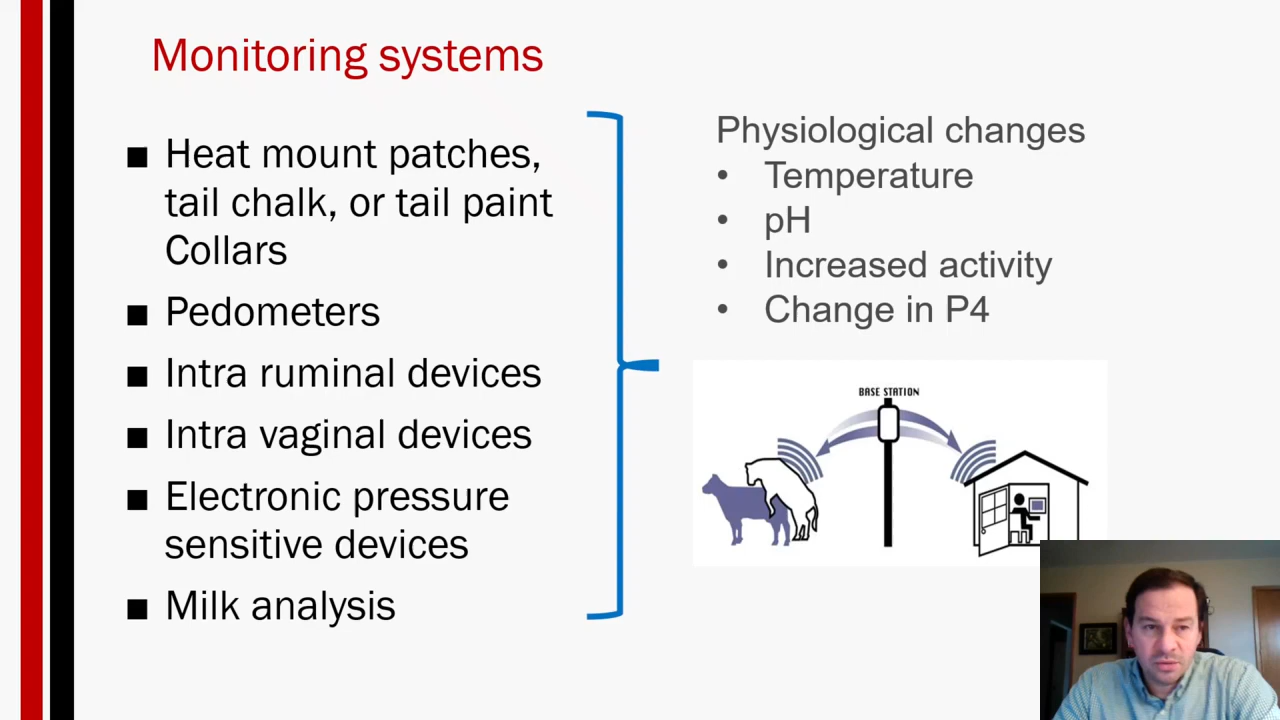 Monitoring systems
■ Heat mount patches,
tail chalk, or tail paint
Collars
■ Pedometers
■ Intra ruminal devices
■ Intra vaginal devices
■ Electronic pressure
sensitive devices
■ Milk analysis
Physiological changes
• Temperature
• pH
• Increased activity
• Change in P4
BASE STATION